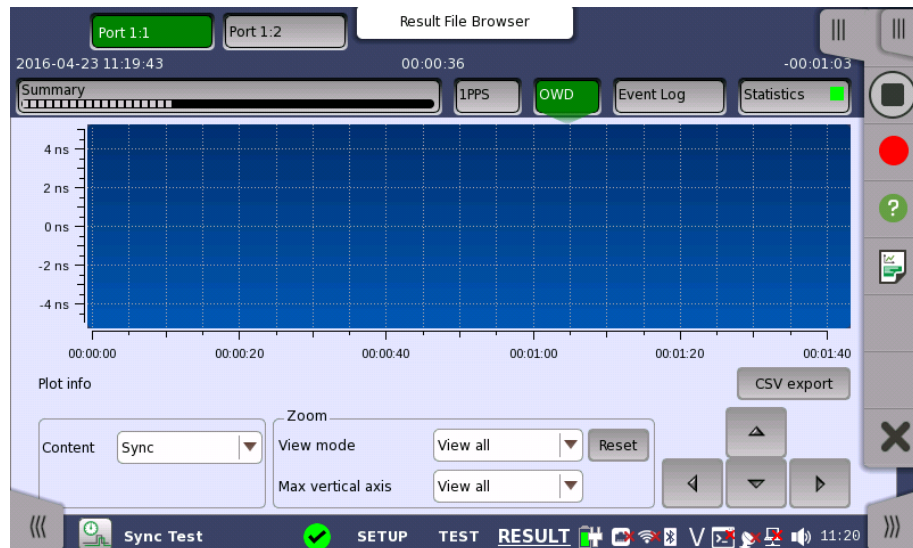 Port 1:1 Port 1:2 Result File Browser
2016-04-23 11:19:43 00:00:36 -00:01:03
Summary 1PPS OWD Event Log Statistics
4 ns
2 ns
0 ns
-2 ns
-4 ns
00:00:00 00:00:20 00:00:40 00:01:00 00:01:20 00:01:40
Plot info CSV export
Zoom
Content Sync View mode View all Reset
Max vertical axis View all
Sync Test SETUP TEST RESULT V 11:20